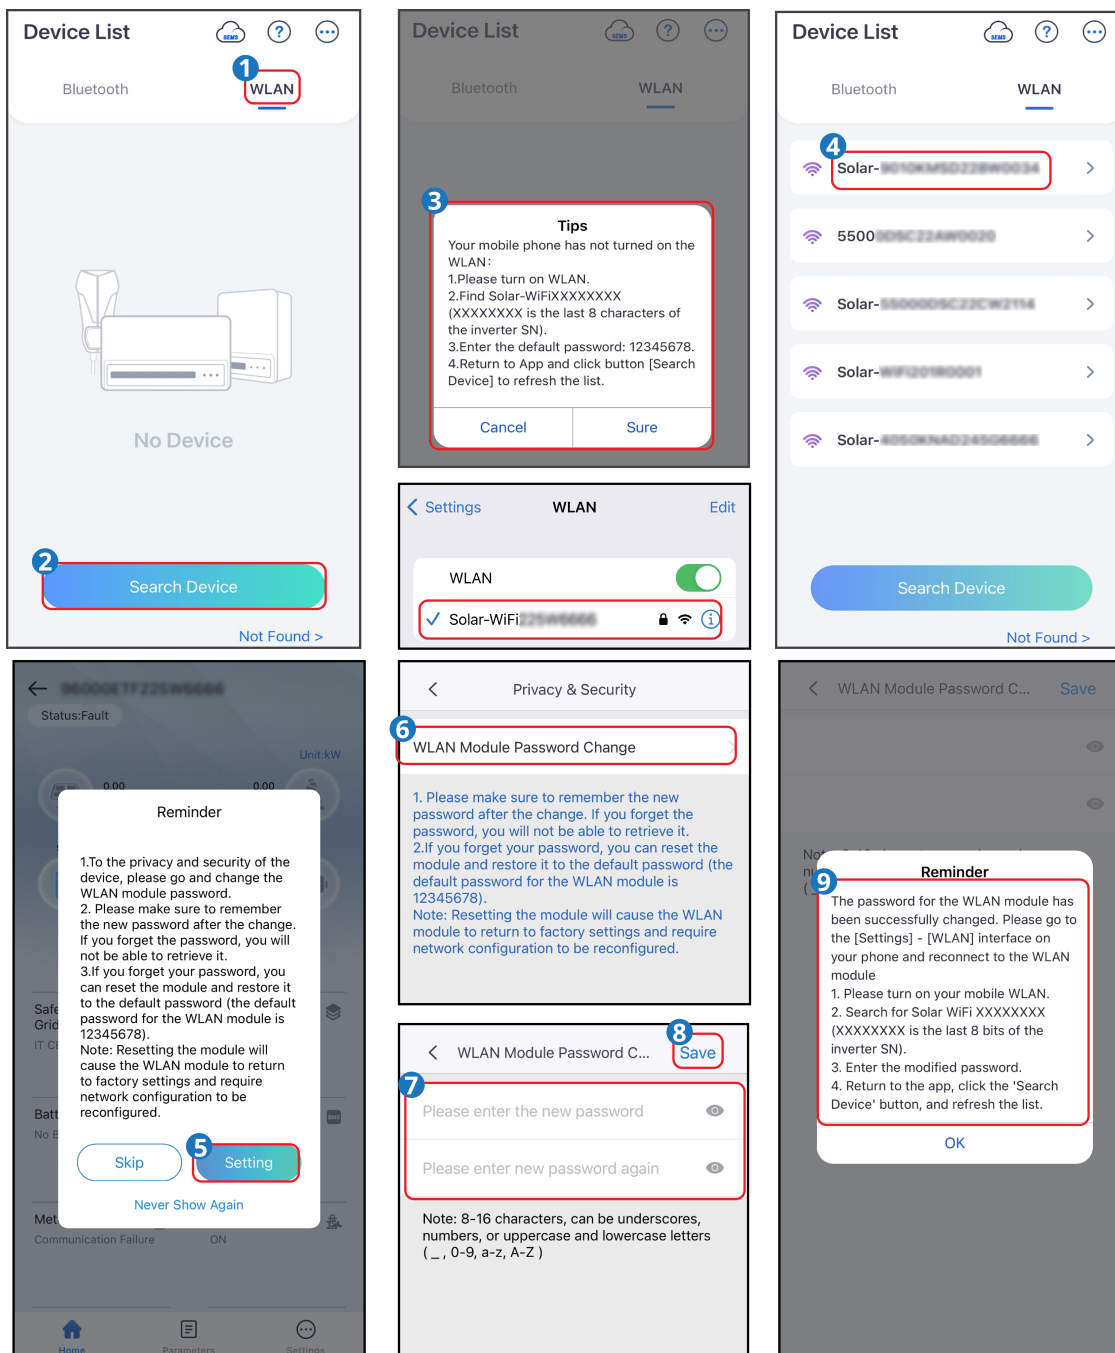 Device List
SEMS
?
Bluetooth
WLAN
1
No Device
2
Search Device
Not Found >
Device List
SEMS
?
Bluetooth
WLAN
3
Tips
Your mobile phone has not turned on the
WLAN:
1.Please turn on WLAN.
2.Find Solar-WiFiXXXXXXXX
(XXXXXXXX is the last 8 characters of
the inverter SN).
3.Enter the default password: 12345678.
4.Return to App and click button [Search
Device] to refresh the list.
Cancel
Sure
Settings
WLAN
Edit
WLAN
Solar-WiFi
Device List
SEMS
?
Bluetooth
WLAN
4
Solar-
5500
Solar-
Solar-
Solar-
Search Device
Not Found >
Status:Fault
Unit:kW
0.00
0.00
Reminder
1.To the privacy and security of the
device, please go and change the
WLAN module password.
2. Please make sure to remember
the new password after the change.
If you forget the password, you will
not be able to retrieve it.
3.If you forget your password, you
can reset the module and restore it
to the default password (the default
password for the WLAN module is
12345678).
Note: Resetting the module will
cause the WLAN module to return
to factory settings and require
network configuration to be
reconfigured.
5
Skip
Setting
Never Show Again
Safe
Grid
IT C
Batt
No B
Met
Communication Failure
ON
Home
Parameters
Settings
Privacy & Security
6
WLAN Module Password Change
1. Please make sure to remember the new
password after the change. If you forget the
password, you will not be able to retrieve it.
2.If you forget your password, you can reset the
module and restore it to the default password (the
default password for the WLAN module is
12345678).
Note: Resetting the module will cause the WLAN
module to return to factory settings and require
network configuration to be reconfigured.
8
WLAN Module Password C...
Save
7
Please enter the new password
Please enter new password again
Note: 8-16 characters, can be underscores,
numbers, or uppercase and lowercase letters
( _ , 0-9, a-z, A-Z )
WLAN Module Password C...
Save
9
Reminder
The password for the WLAN module has
been successfully changed. Please go to
the [Settings] - [WLAN] interface on
your phone and reconnect to the WLAN
module
1. Please turn on your mobile WLAN.
2. Search for Solar WiFi XXXXXXXX
(XXXXXXXX is the last 8 bits of the
inverter SN).
3. Enter the modified password.
4. Return to the app, click the 'Search
Device' button, and refresh the list.
OK